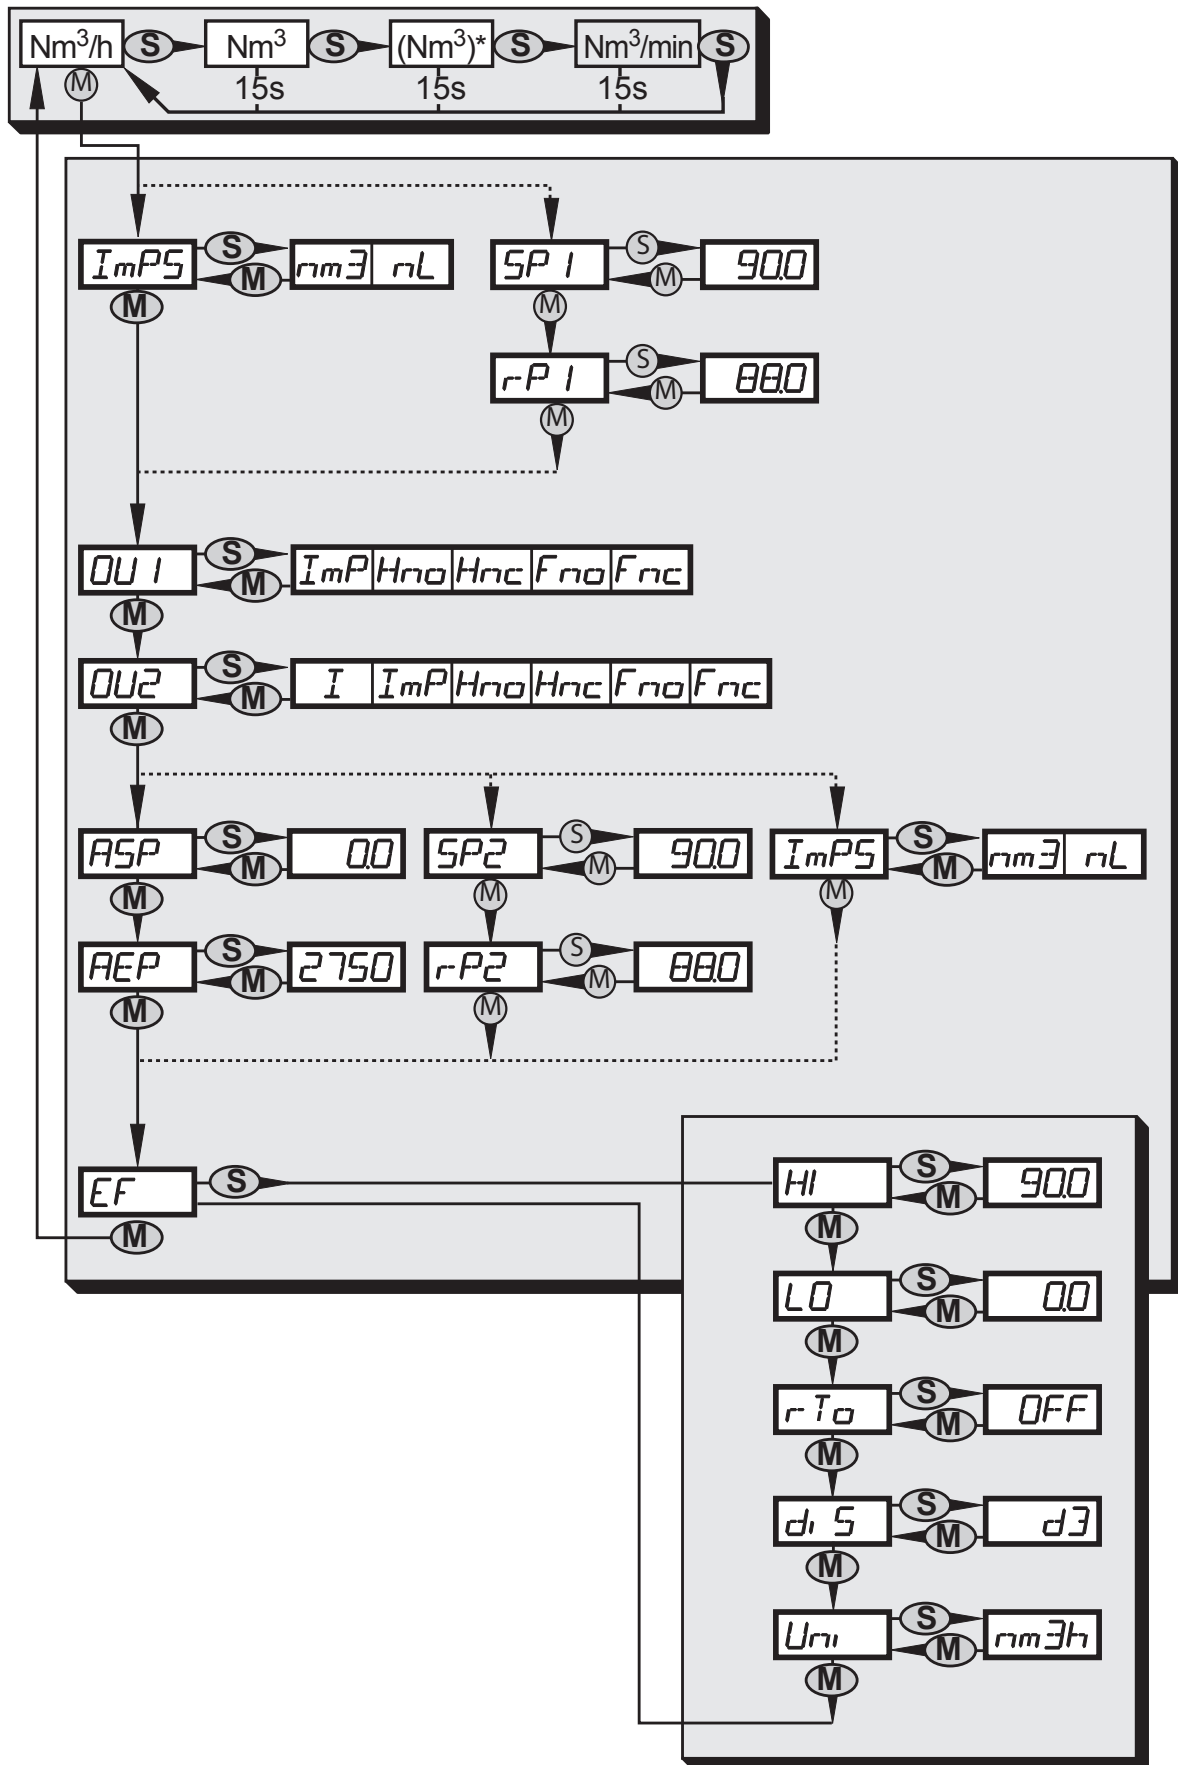 Nm³/h S Nm³ S (Nm³)* S Nm³/min S
M 15s 15s 15s
ImPS S M nm3 nL SP1 S M 90.0
M M
rP1 S M 88.0
M
OU1 S M ImP Hno Hnc Fno Fnc
M
OU2 S M I ImP Hno Hnc Fno Fnc
M
ASP S M 0.0 SP2 S M 90.0 ImPS S M nm3 nL
M M M
AEP S M 275.0 rP2 S M 88.0
M M
EF S HI S M 90.0
M M
LO S M 0.0
M
rTo S M OFF
M
diS S M d3
M
Uni S M nm3h
M